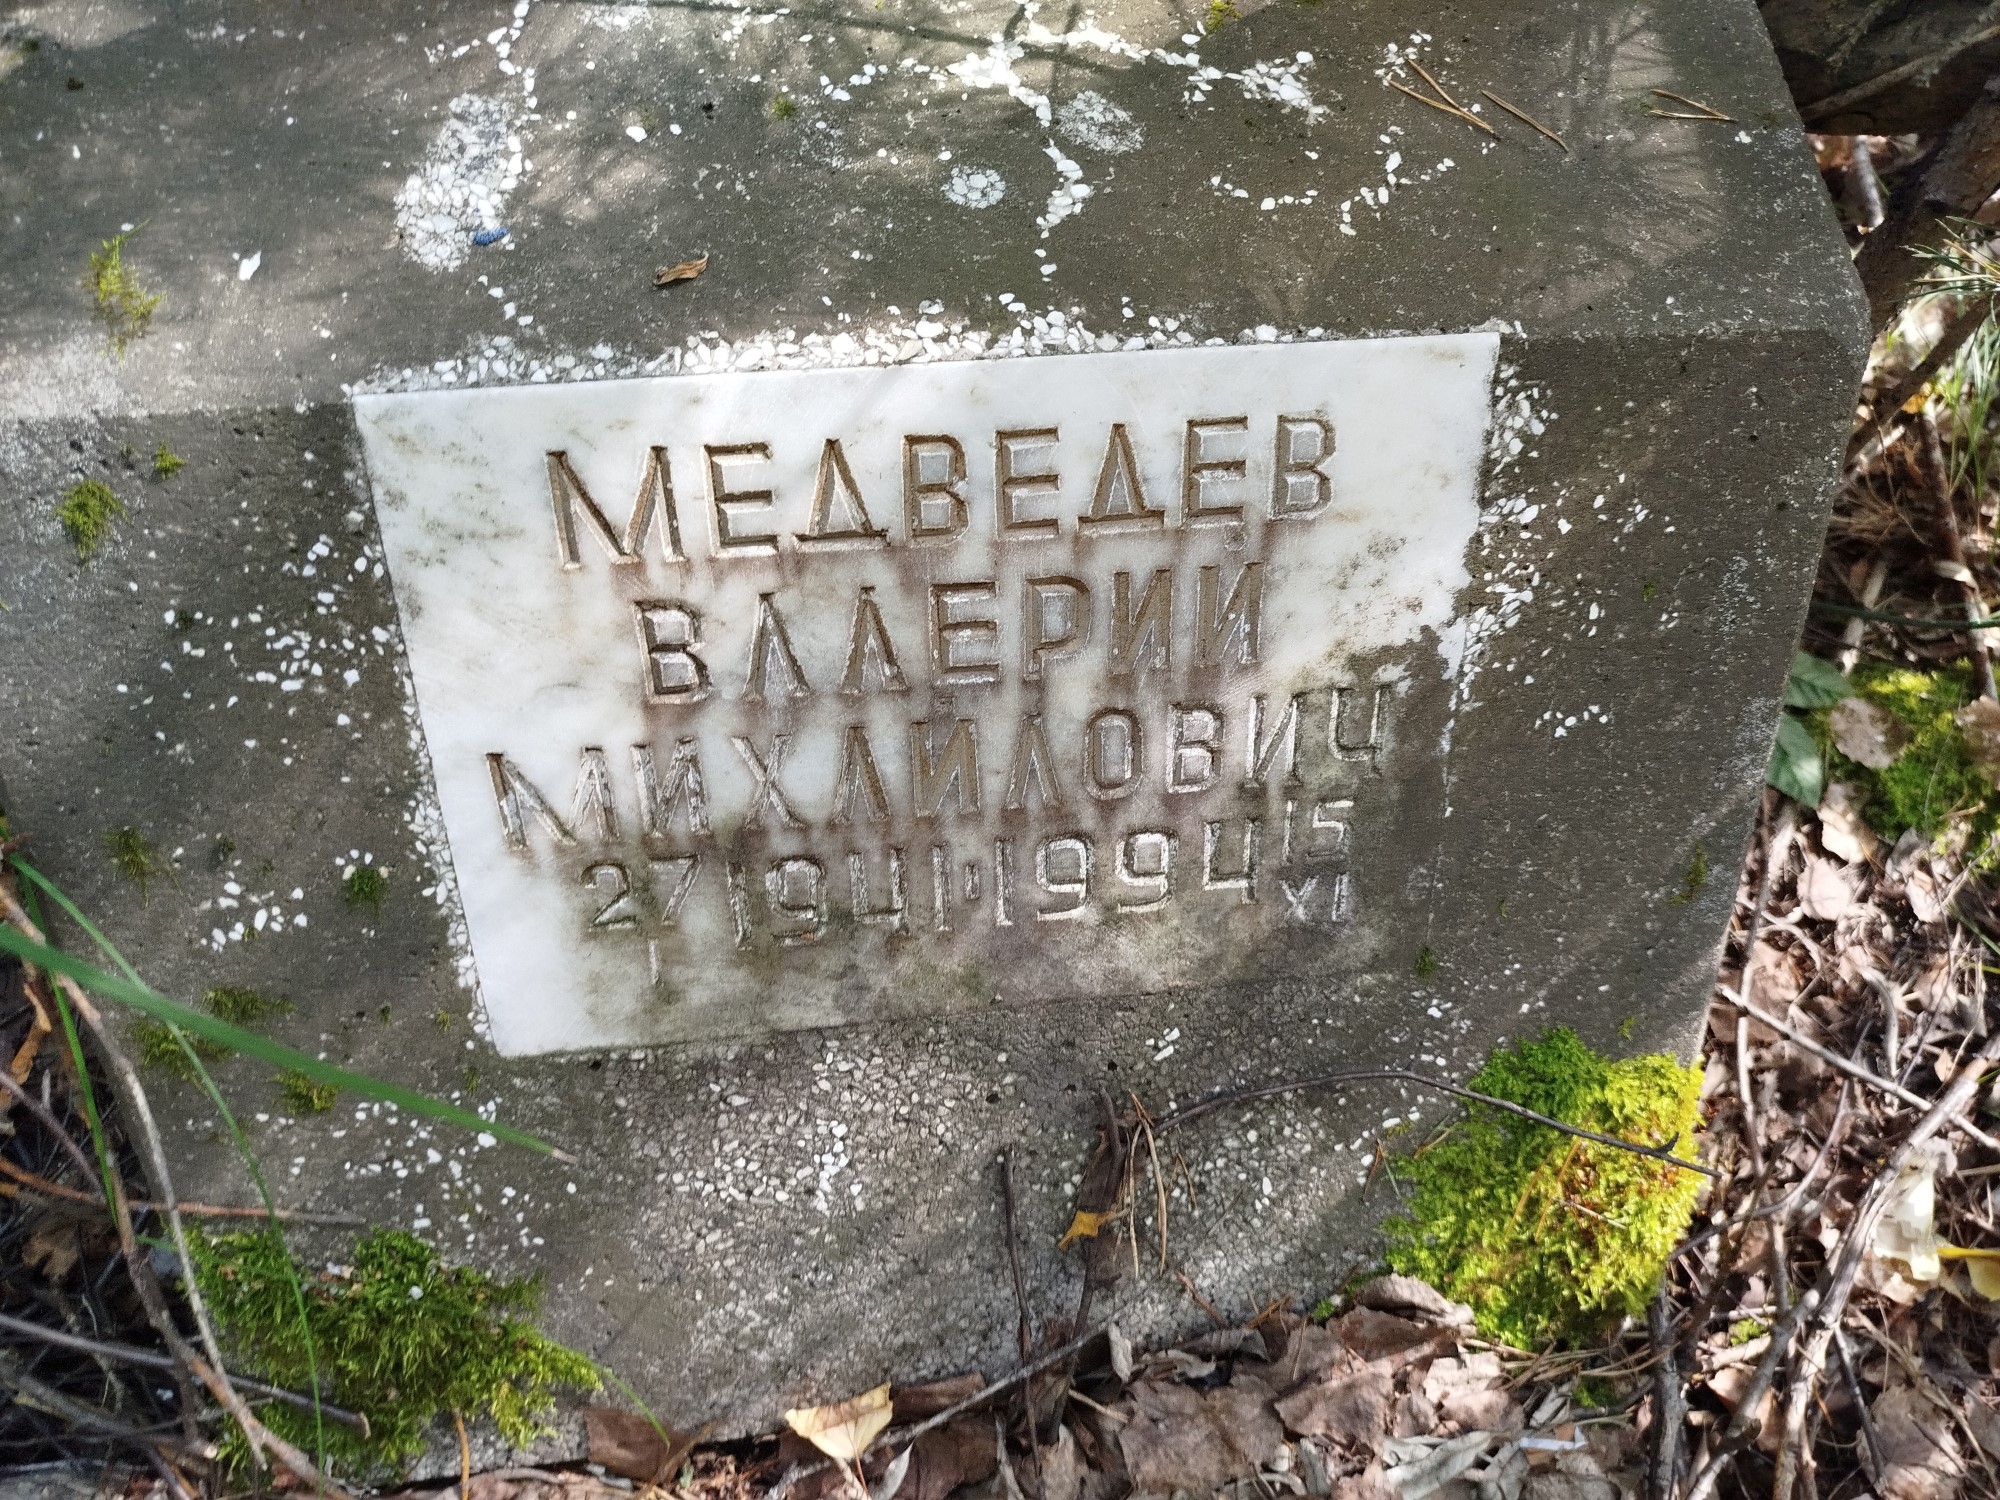 МЕДВЕДЕВ
ВАЛЕРИЙ
МИХАЙЛОВИЧ
27/I 1941-1994 15/XI